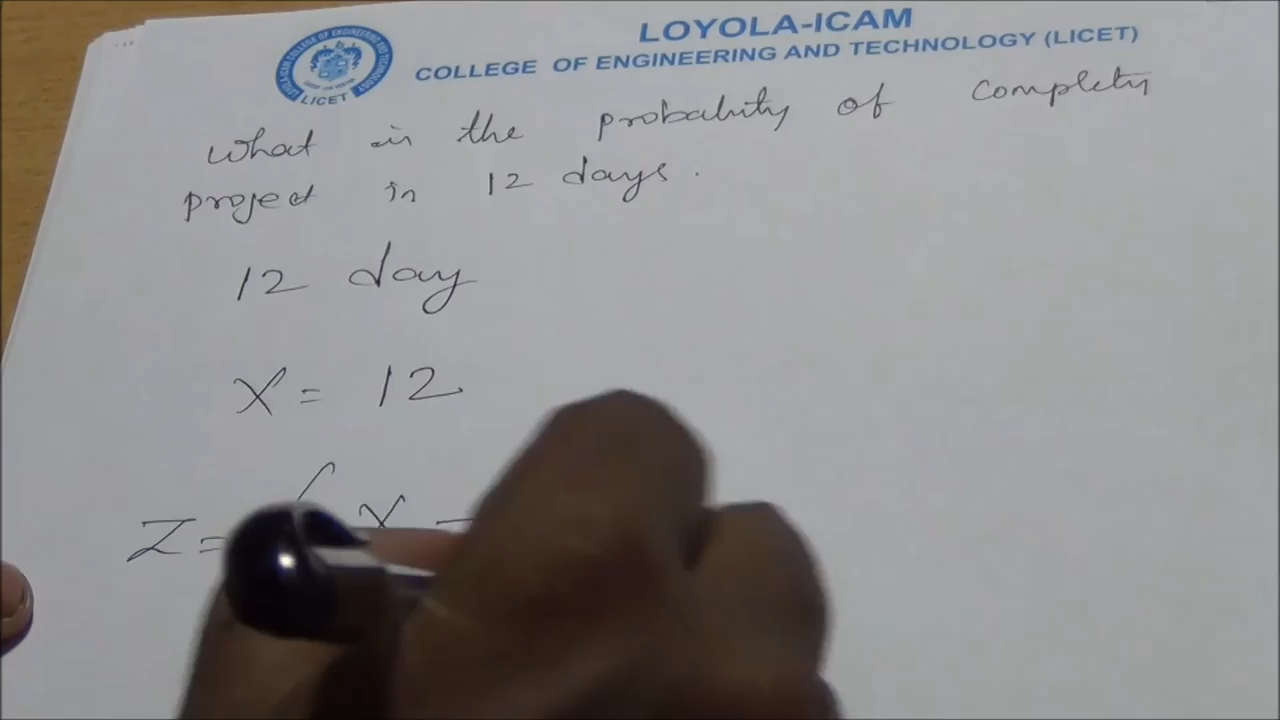 LOYOLA-ICAM
COLLEGE OF ENGINEERING AND TECHNOLOGY (LICET)
LICET
What is the probability of complety
project in 12 days.
12 day
X = 12
Z = ( X -